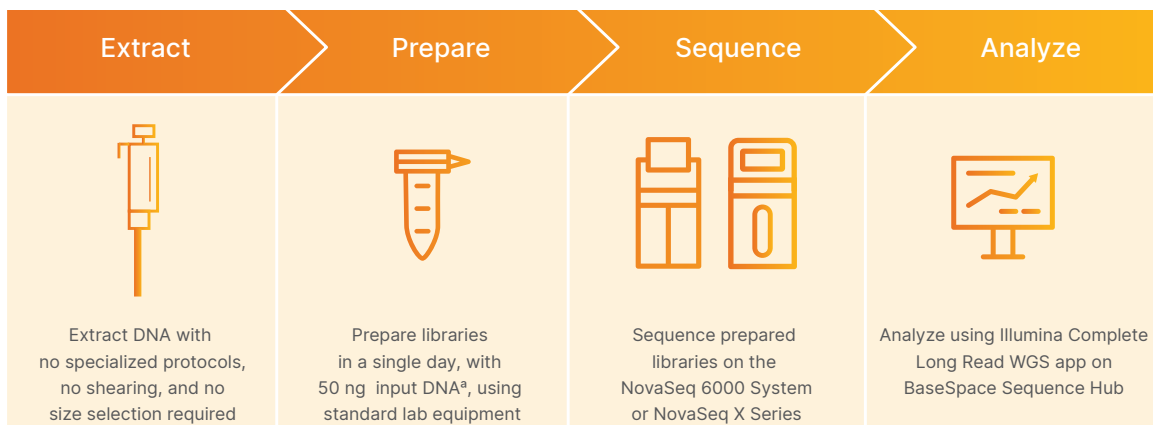 Extract
Prepare
Sequence
Analyze
Extract DNA with
no specialized protocols,
no shearing, and no
size selection required
Prepare libraries
in a single day, with
50 ng input DNAª, using
standard lab equipment
Sequence prepared
libraries on the
NovaSeq 6000 System
or NovaSeq X Series
Analyze using Illumina Complete
Long Read WGS app on
BaseSpace Sequence Hub